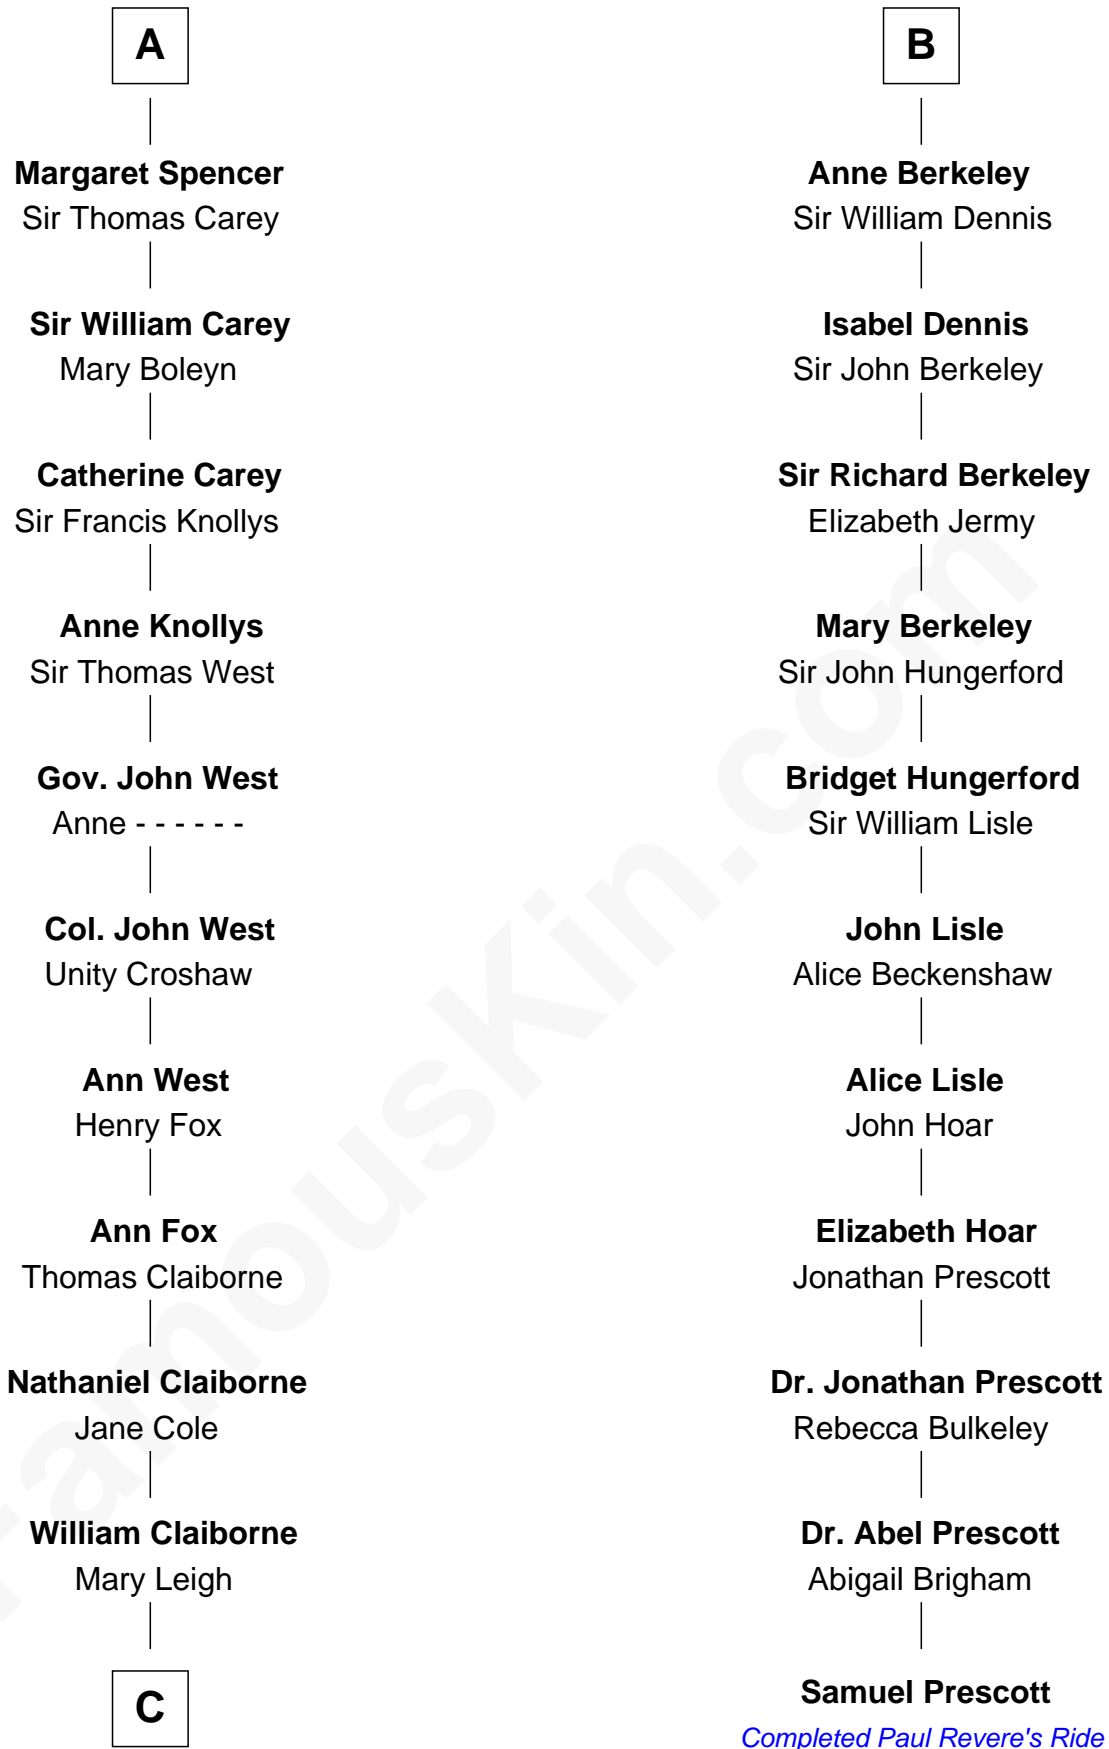 A
Margaret Spencer
Sir Thomas Carey
Sir William Carey
Mary Boleyn
Catherine Carey
Sir Francis Knollys
Anne Knollys
Sir Thomas West
Gov. John West
Anne - - - - - -
Col. John West
Unity Croshaw
Ann West
Henry Fox
Ann Fox
Thomas Claiborne
Nathaniel Claiborne
Jane Cole
William Claiborne
Mary Leigh
C
B
Anne Berkeley
Sir William Dennis
Isabel Dennis
Sir John Berkeley
Sir Richard Berkeley
Elizabeth Jermy
Mary Berkeley
Sir John Hungerford
Bridget Hungerford
Sir William Lisle
John Lisle
Alice Beckenshaw
Alice Lisle
John Hoar
Elizabeth Hoar
Jonathan Prescott
Dr. Jonathan Prescott
Rebecca Bulkeley
Dr. Abel Prescott
Abigail Brigham
Samuel Prescott
Completed Paul Revere's Ride
FamousKin.com